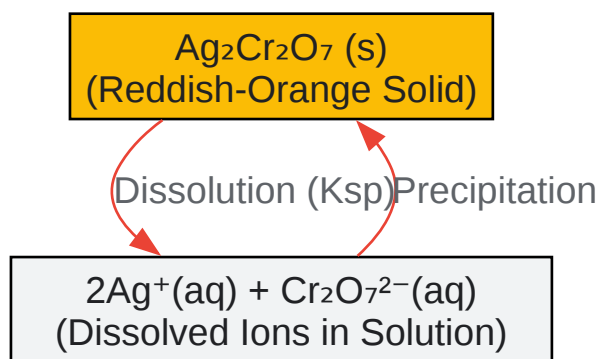 Ag₂Cr₂O₇ (s)
(Reddish-Orange Solid)
Dissolution (Ksp)
Precipitation
2Ag⁺(aq) + Cr₂O₇²⁻(aq)
(Dissolved Ions in Solution)